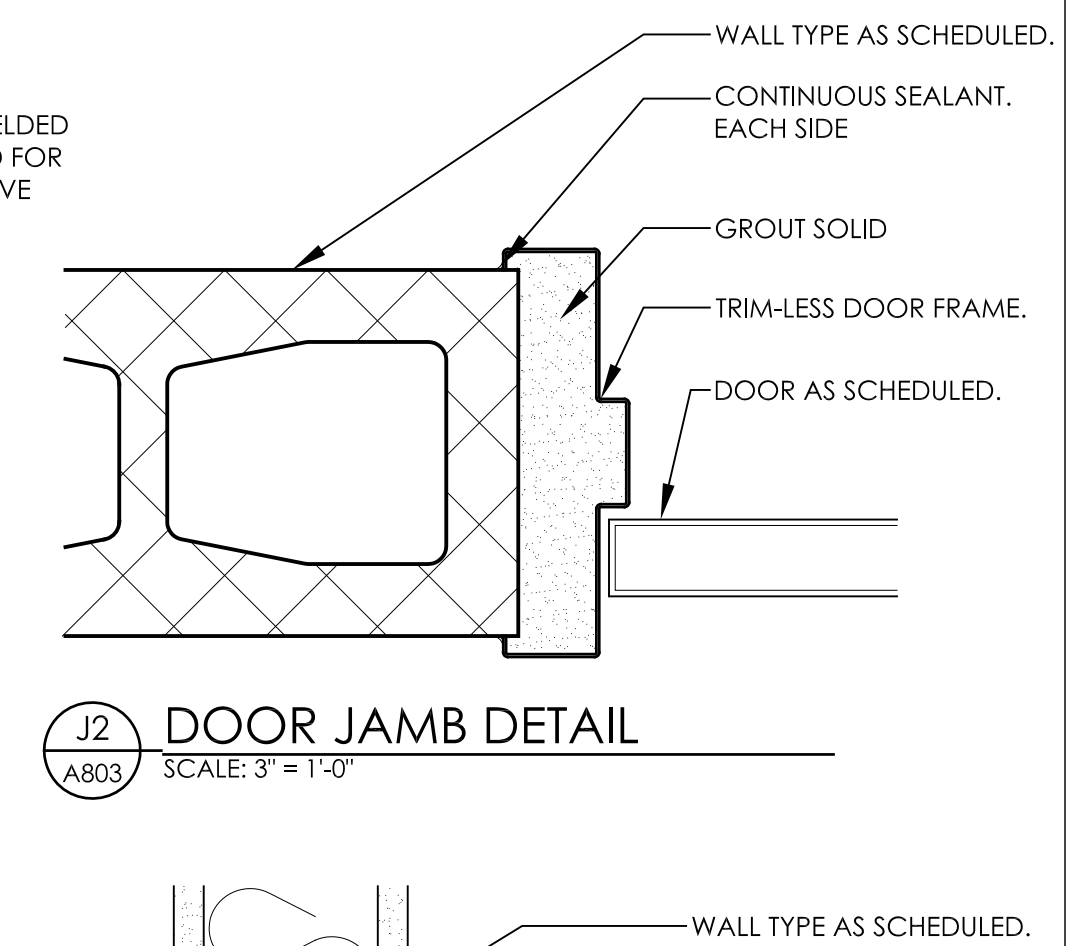 WALL TYPE AS SCHEDULED.
CONTINUOUS SEALANT.
EACH SIDE
FOR
GROUT SOLID
TRIM-LESS DOOR FRAME.
DOOR AS SCHEDULED.
J2
A803
DOOR JAMB DETAIL
SCALE: 3" = 1'-0"
WALL TYPE AS SCHEDULED.